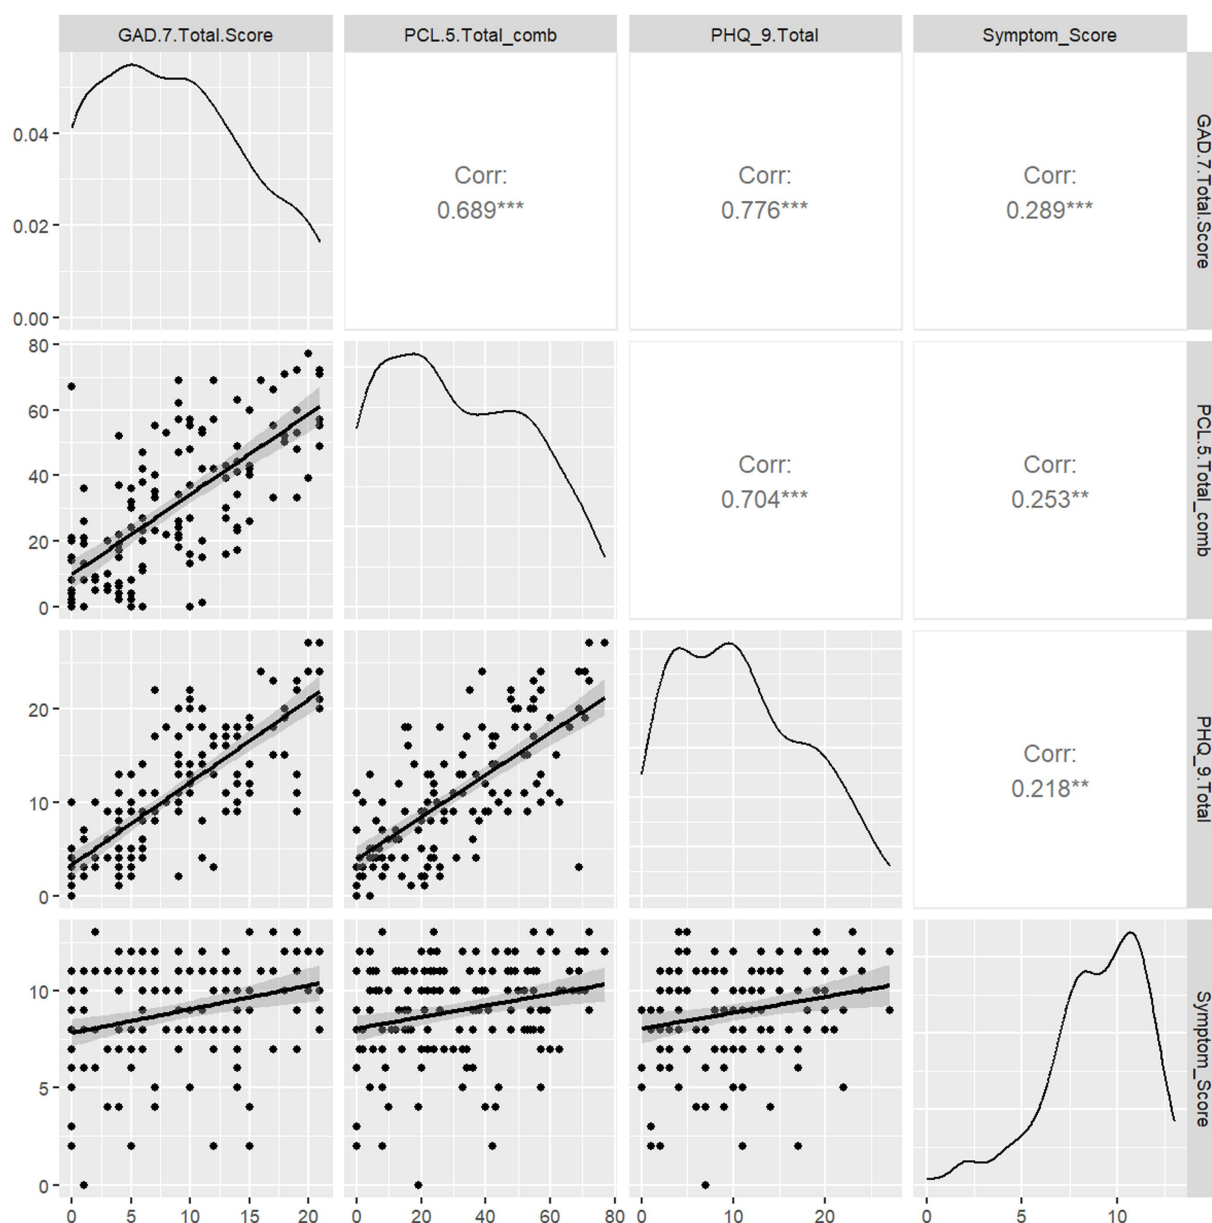 GAD.7.Total.Score
PCL.5.Total_comb
PHQ_9.Total
Symptom_Score
0.04
0.02
0.00
Corr:
0.689***
Corr:
0.776***
Corr:
0.289***
GAD.7.Total.Score
80
60
40
20
0
Corr:
0.704***
Corr:
0.253**
PCL.5.Total_comb
20
10
0
Corr:
0.218**
PHQ_9.Total
10
5
0
Symptom_Score
0 5 10 15 20
0 20 40 60 80
0 10 20
0 5 10